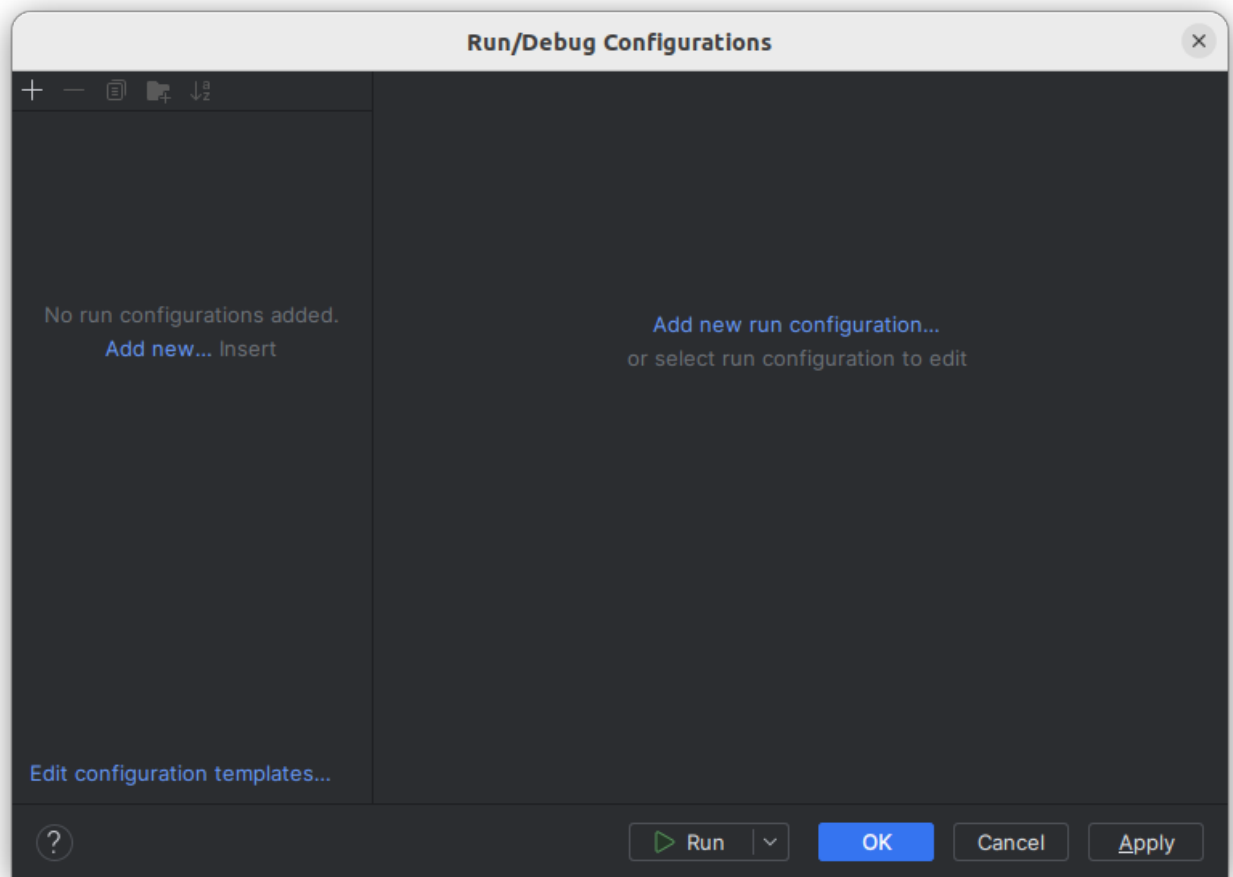 Run/Debug Configurations
No run configurations added.
Add new... Insert
Add new run configuration...
or select run configuration to edit
Edit configuration templates...
? Run OK Cancel Apply